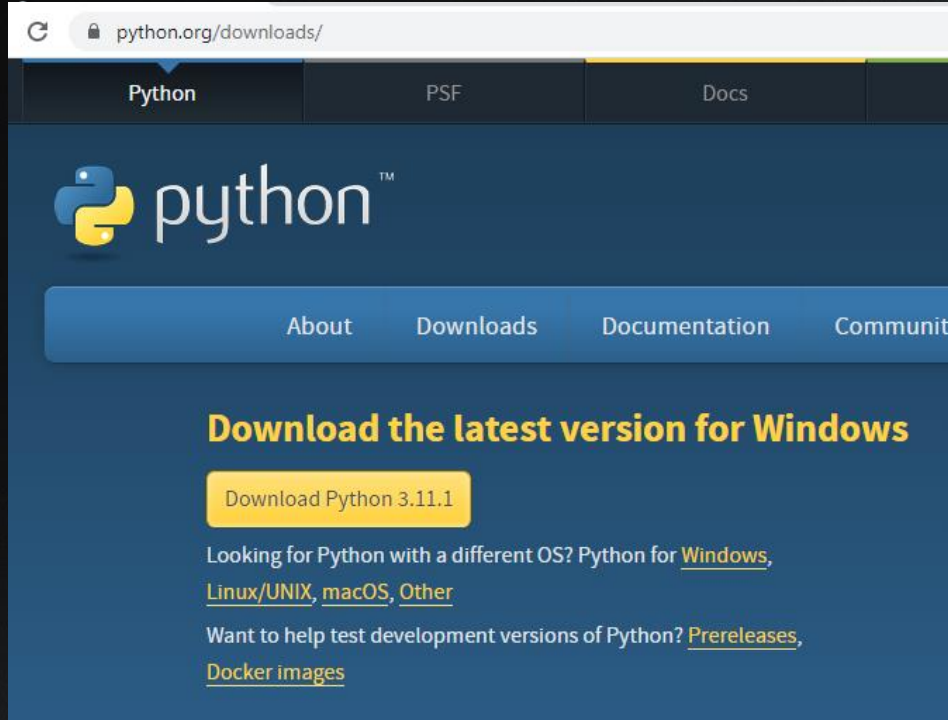 python.org/downloads/
Python PSF Docs
python™
About Downloads Documentation Communit
Download the latest version for Windows
Download Python 3.11.1
Looking for Python with a different OS? Python for Windows,
Linux/UNIX, macOS, Other
Want to help test development versions of Python? Prereleases,
Docker images